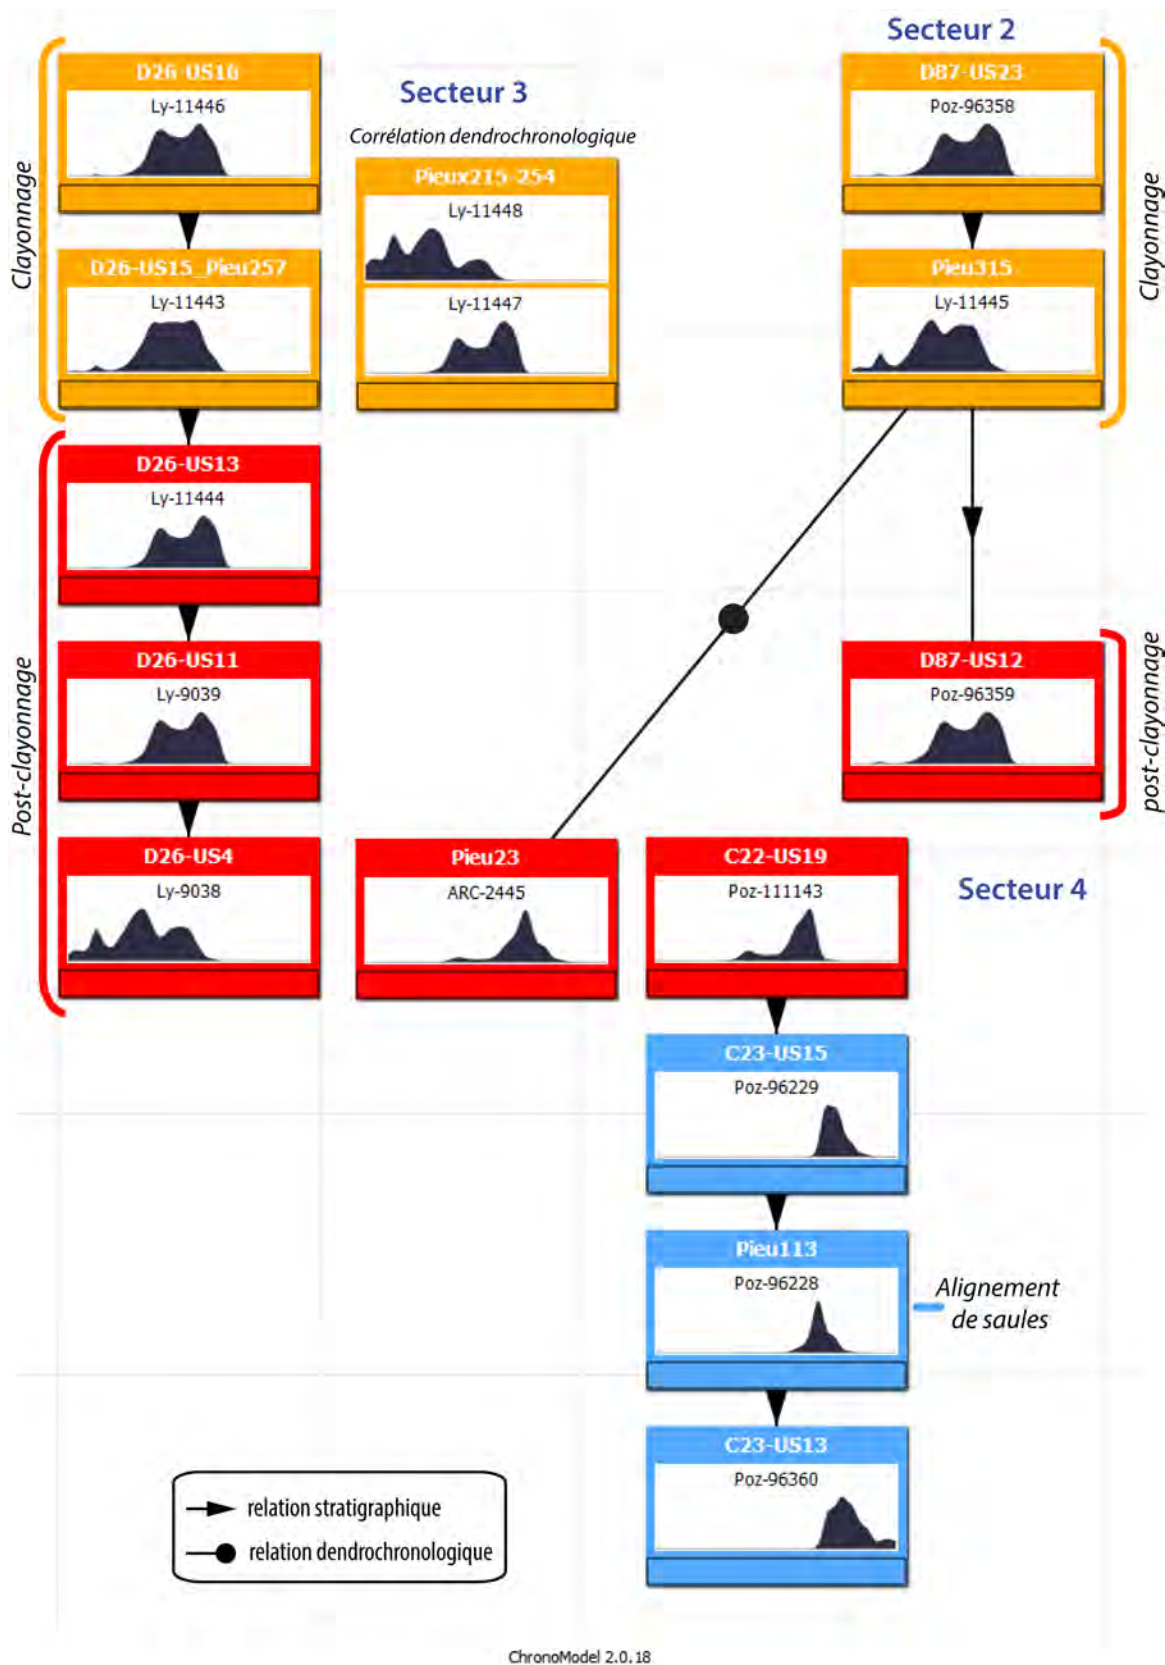 Secteur 2
D26-US16
Ly-11446
Secteur 3
Corrélation dendrochronologique
Pieux215-254
Ly-11448
Ly-11447
D87-US23
Poz-96358
Clayonnage
D26-US15_Pieu257
Ly-11443
Pieu315
Ly-11445
Clayonnage
D26-US13
Ly-11444
D26-US11
Ly-9039
D87-US12
Poz-96359
post-clayonnage
Post-clayonnage
D26-US4
Ly-9038
Pieu23
ARC-2445
C22-US19
Poz-111143
Secteur 4
C23-US15
Poz-96229
Pieu113
Poz-96228
Alignement
de saules
C23-US13
Poz-96360
relation stratigraphique
relation dendrochronologique
ChronoModel 2.0.18